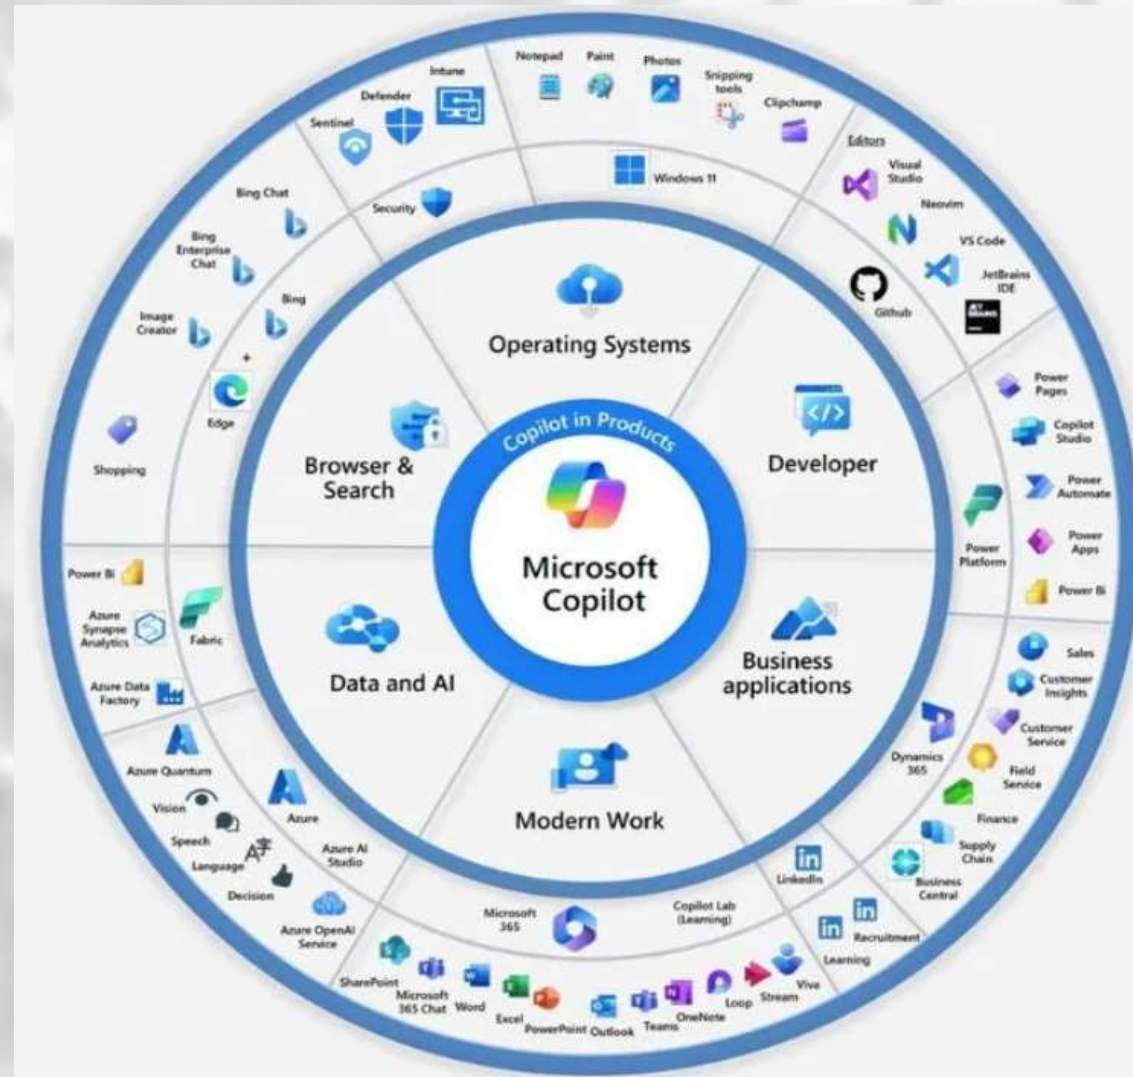 Copilot in Products
Microsoft
Copilot
Operating Systems
Developer
Business
applications
Modern Work
Data and AI
Browser &
Search
Windows 11
Notepad
Paint
Photos
Snipping
tools
Clipchamp
Github
Editors
Visual
Studio
Neovim
VS Code
JetBrains
IDE
JET
BRAINS
Power
Platform
Power
Pages
Copilot
Studio
Power
Automate
Power
Apps
Power Bi
Dynamics
365
Sales
Customer
Insights
Customer
Service
Field
Service
Finance
Supply
Chain
Business
Central
LinkedIn
Recruitment
Learning
Microsoft
365
Copilot Lab
(Learning)
SharePoint
Microsoft
365 Chat
Word
Excel
PowerPoint
Outlook
Teams
OneNote
Loop
Stream
Vive
Azure
Azure AI
Studio
Azure Quantum
Vision
Speech
Language
Decision
Azure OpenAI
Service
Fabric
Power Bi
Azure
Synapse
Analytics
Azure Data
Factory
Bing
+
Edge
Bing Chat
Bing
Enterprise
Chat
Image
Creator
Shopping
Security
Sentinel
Defender
Intune